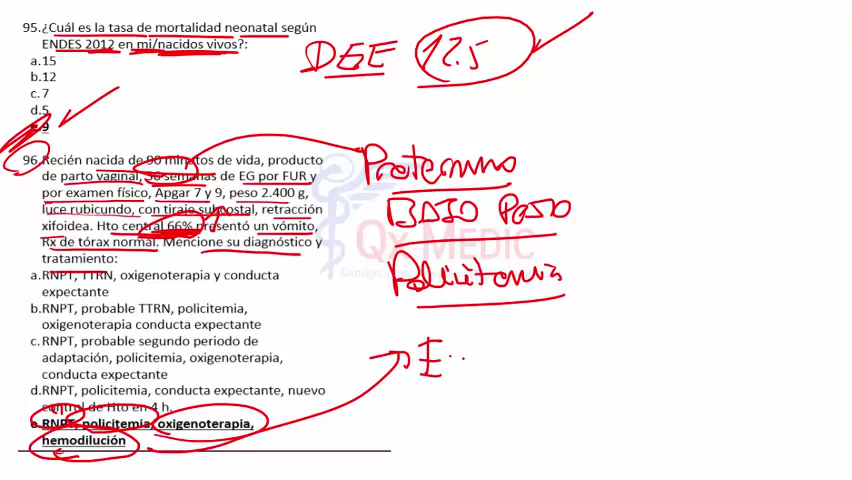 95.¿Cuál es la tasa de mortalidad neonatal según
ENDES 2012 en mi/nacidos vivos?:
a.15
b.12
c.7
d.5
e.9
DGE 12.5
96.Recién nacida de 90 minutos de vida, producto
de parto vaginal, 36 semanas de EG por FUR y
por examen físico, Apgar 7 y 9, peso 2.400 g,
luce rubicundo, con tiraje subcostal, retracción
xifoidea. Hto central 66% presentó un vómito,
Rx de tórax normal. Mencione su diagnóstico y
tratamiento:
a.RNPT, TTRN, oxigenoterapia y conducta
expectante
b.RNPT, probable TTRN, policitemia,
oxigenoterapia conducta expectante
c.RNPT, probable segundo periodo de
adaptación, policitemia, oxigenoterapia,
conducta expectante
d.RNPT, policitemia, conducta expectante, nuevo
control de Hto en 4 h.
e.RNPT, policitemia, oxigenoterapia,
hemodilución
BAJO PESO
Policitemia
E..
QX MEDIC